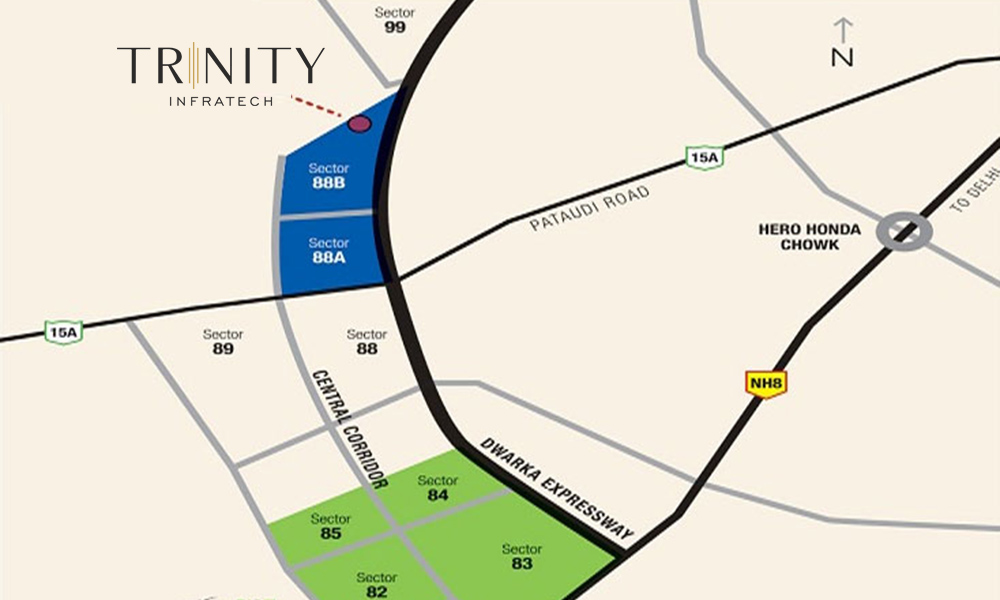 Sector
99
TRINITY
INFRATECH
N
15A
Sector
88B
PATAUDI ROAD
TO DELHI
HERO HONDA
CHOWK
Sector
88A
15A
Sector
89
Sector
88
NH8
CENTRAL CORRIDOR
DWARKA EXPRESSWAY
Sector
84
Sector
85
Sector
83
Sector
82